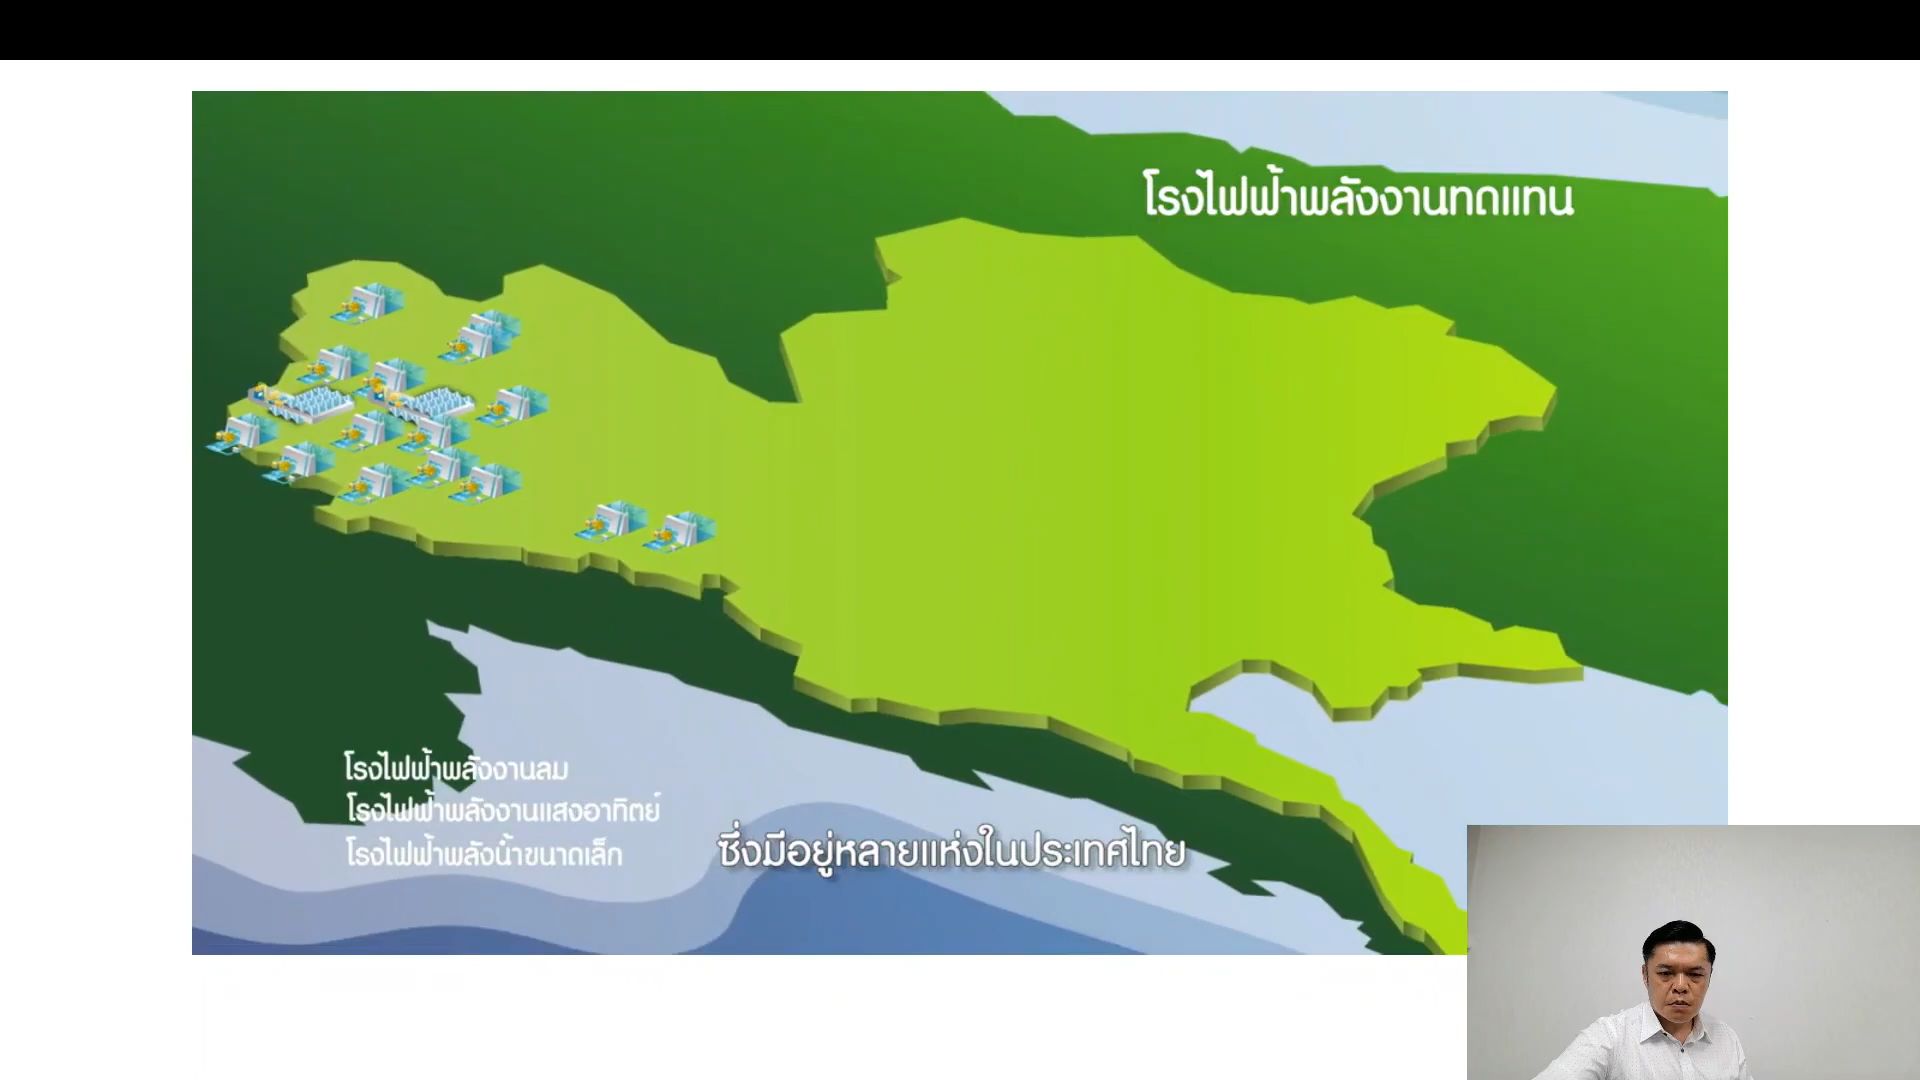 โรงไฟฟ้าพลังงานทดแทน
โรงไฟฟ้าพลังงานลม
โรงไฟฟ้าพลังงานแสงอาทิตย์
โรงไฟฟ้าพลังน้ำขนาดเล็ก
ซึ่งมีอยู่หลายแห่งในประเทศไทย